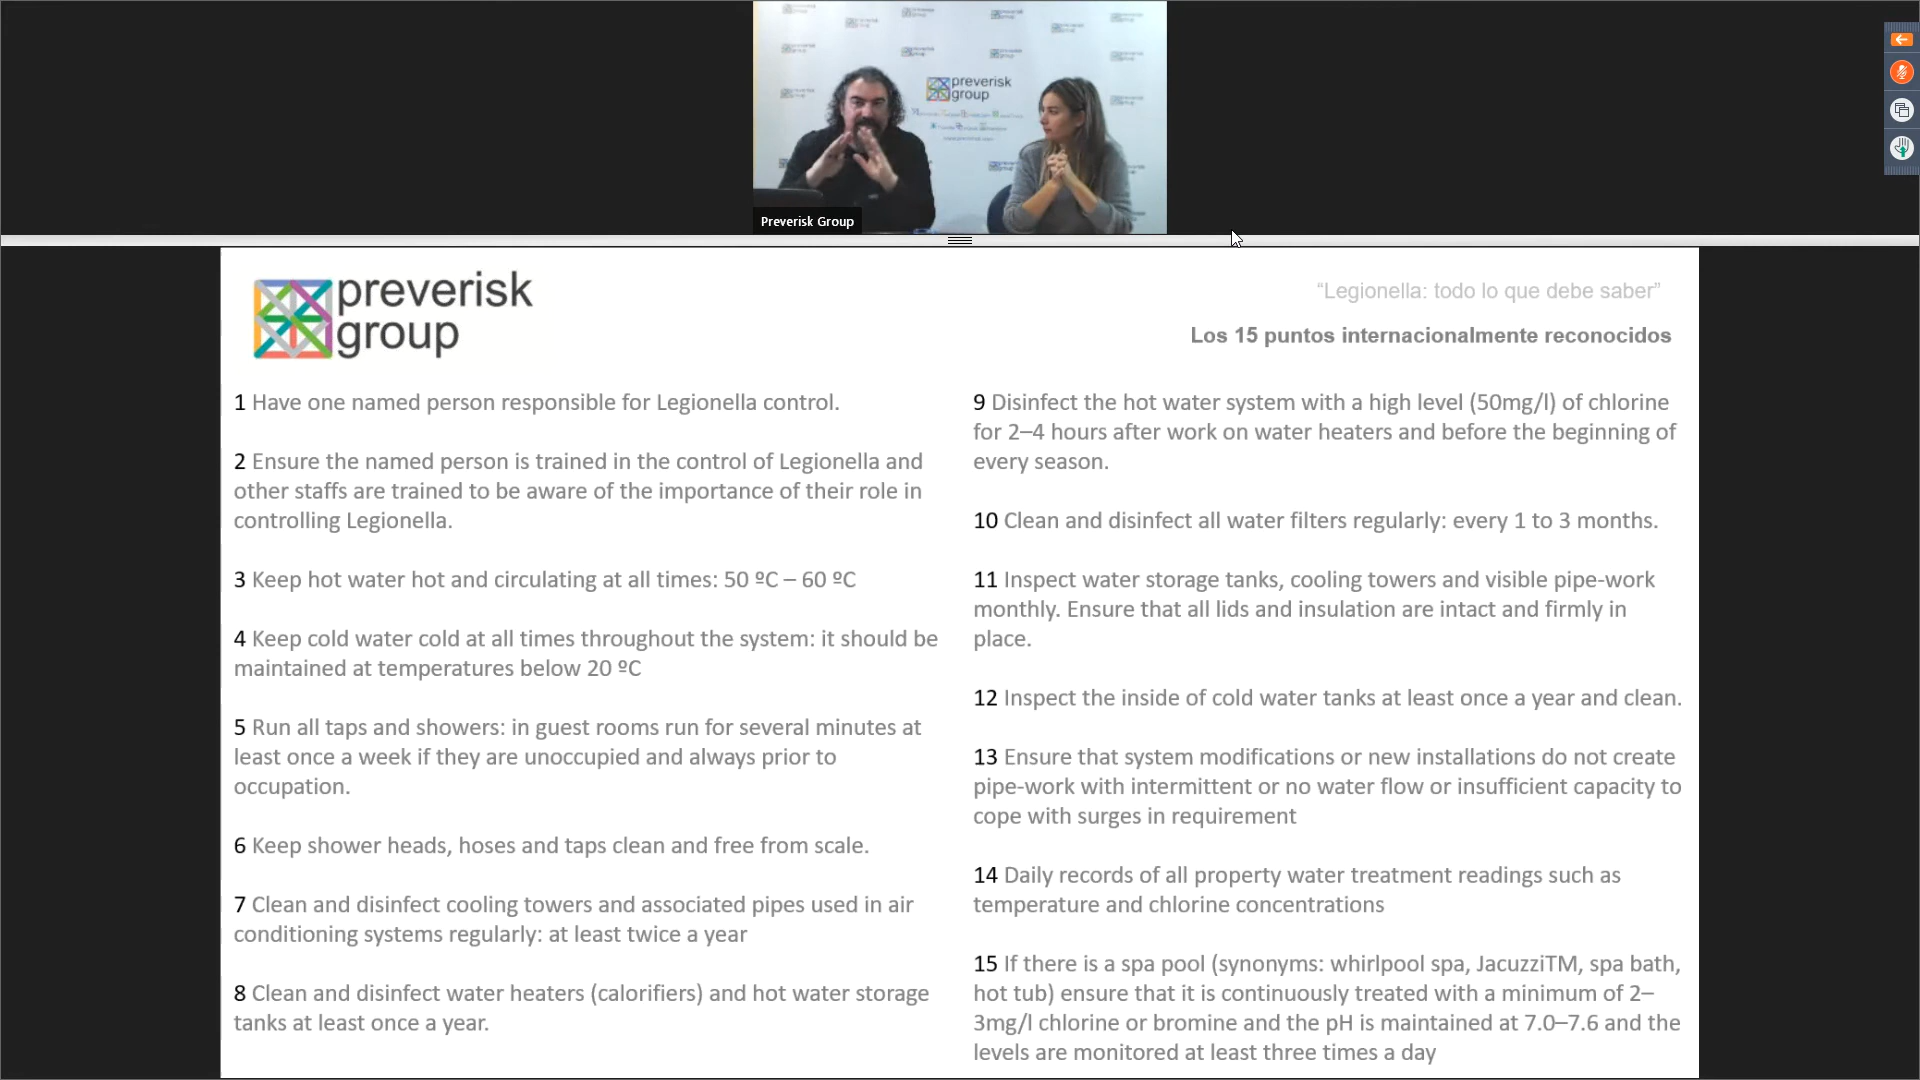 preverisk
group
Preverisk Group
preverisk
group
“Legionella: todo lo que debe saber”
Los 15 puntos internacionalmente reconocidos
1 Have one named person responsible for Legionella control.
2 Ensure the named person is trained in the control of Legionella and
other staffs are trained to be aware of the importance of their role in
controlling Legionella.
3 Keep hot water hot and circulating at all times: 50 ºC – 60 ºC
4 Keep cold water cold at all times throughout the system: it should be
maintained at temperatures below 20 ºC
5 Run all taps and showers: in guest rooms run for several minutes at
least once a week if they are unoccupied and always prior to
occupation.
6 Keep shower heads, hoses and taps clean and free from scale.
7 Clean and disinfect cooling towers and associated pipes used in air
conditioning systems regularly: at least twice a year
8 Clean and disinfect water heaters (calorifiers) and hot water storage
tanks at least once a year.
9 Disinfect the hot water system with a high level (50mg/l) of chlorine
for 2–4 hours after work on water heaters and before the beginning of
every season.
10 Clean and disinfect all water filters regularly: every 1 to 3 months.
11 Inspect water storage tanks, cooling towers and visible pipe-work
monthly. Ensure that all lids and insulation are intact and firmly in
place.
12 Inspect the inside of cold water tanks at least once a year and clean.
13 Ensure that system modifications or new installations do not create
pipe-work with intermittent or no water flow or insufficient capacity to
cope with surges in requirement
14 Daily records of all property water treatment readings such as
temperature and chlorine concentrations
15 If there is a spa pool (synonyms: whirlpool spa, JacuzziTM, spa bath,
hot tub) ensure that it is continuously treated with a minimum of 2–
3mg/l chlorine or bromine and the pH is maintained at 7.0–7.6 and the
levels are monitored at least three times a day